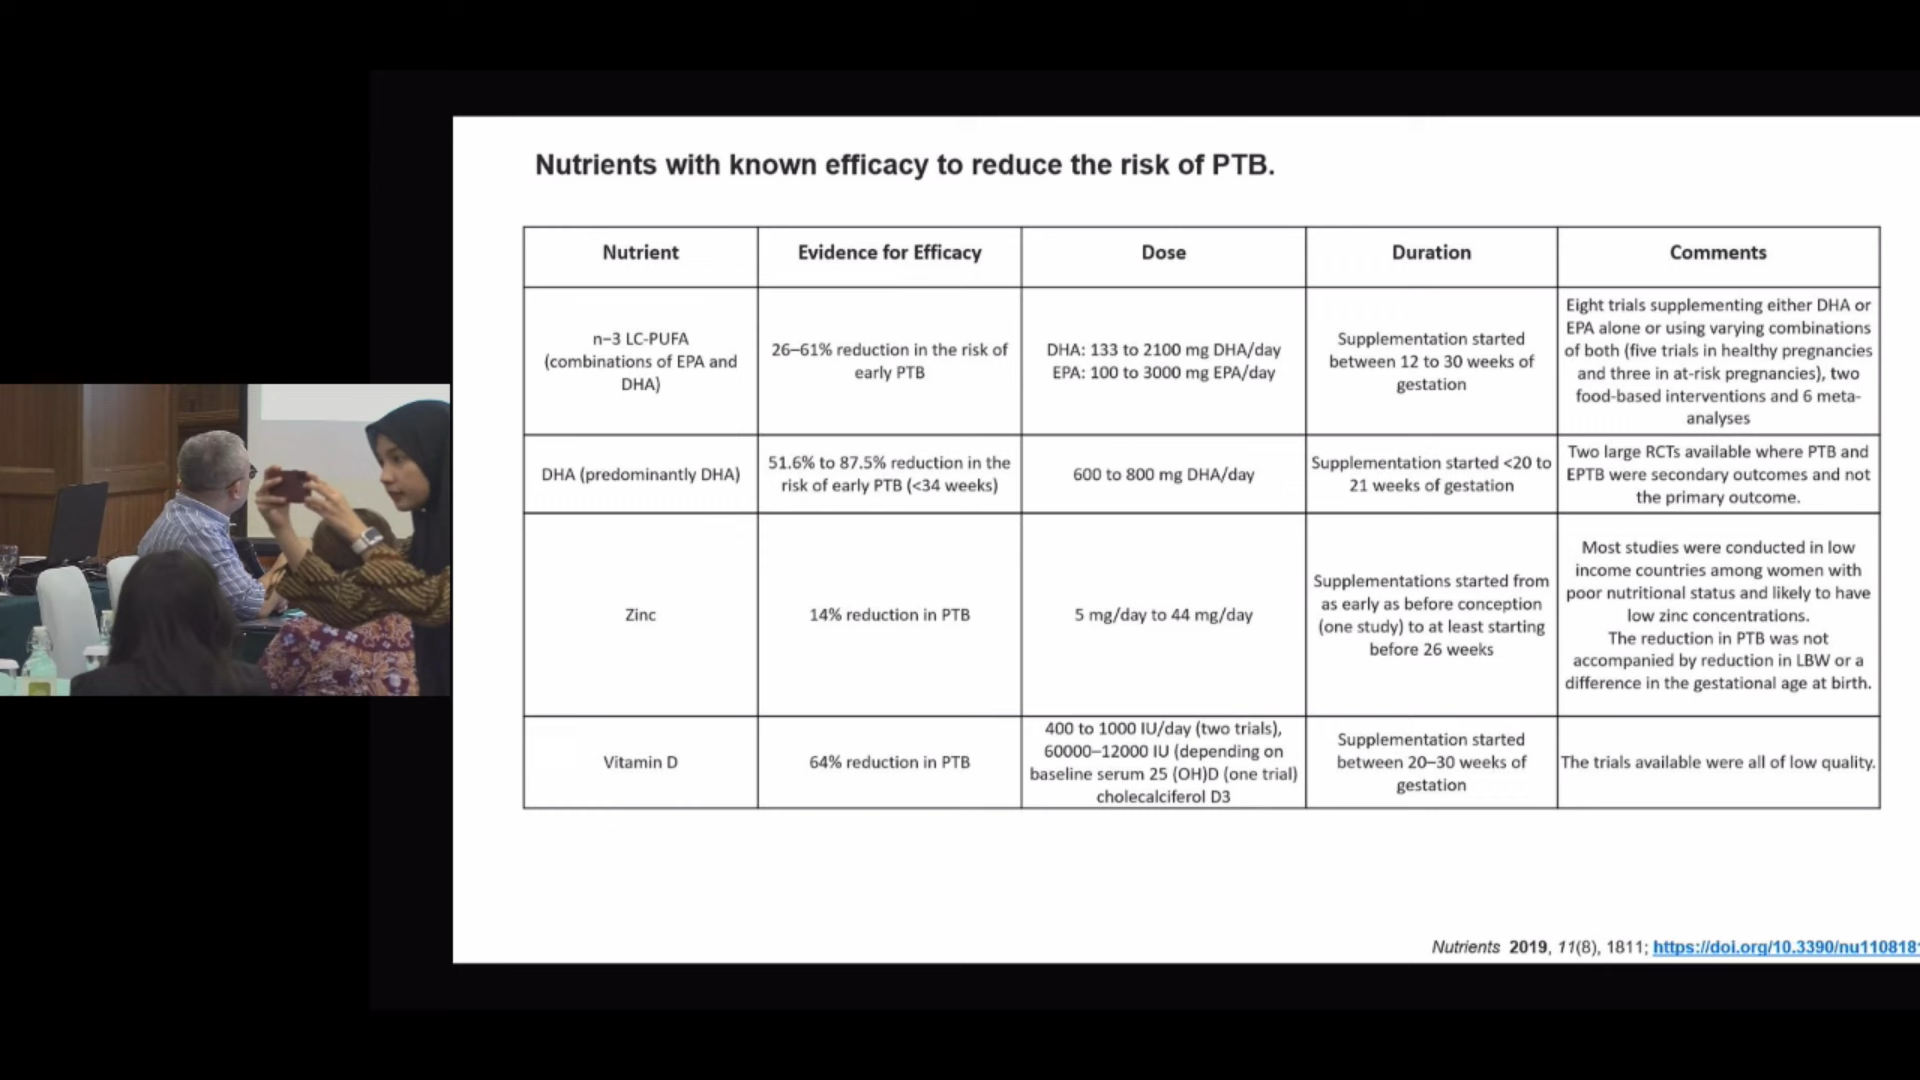 Nutrients with known efficacy to reduce the risk of PTB.
Nutrient
Evidence for Efficacy
Dose
Duration
Comments
n−3 LC-PUFA
(combinations of EPA and
DHA)
26–61% reduction in the risk of
early PTB
DHA: 133 to 2100 mg DHA/day
EPA: 100 to 3000 mg EPA/day
Supplementation started
between 12 to 30 weeks of
gestation
Eight trials supplementing either DHA or
EPA alone or using varying combinations
of both (five trials in healthy pregnancies
and three in at-risk pregnancies), two
food-based interventions and 6 meta-
analyses
DHA (predominantly DHA)
51.6% to 87.5% reduction in the
risk of early PTB (<34 weeks)
600 to 800 mg DHA/day
Supplementation started <20 to
21 weeks of gestation
Two large RCTs available where PTB and
EPTB were secondary outcomes and not
the primary outcome.
Zinc
14% reduction in PTB
5 mg/day to 44 mg/day
Supplementations started from
as early as before conception
(one study) to at least starting
before 26 weeks
Most studies were conducted in low
income countries among women with
poor nutritional status and likely to have
low zinc concentrations.
The reduction in PTB was not
accompanied by reduction in LBW or a
difference in the gestational age at birth.
Vitamin D
64% reduction in PTB
400 to 1000 IU/day (two trials),
60000–12000 IU (depending on
baseline serum 25 (OH)D (one trial)
cholecalciferol D3
Supplementation started
between 20–30 weeks of
gestation
The trials available were all of low quality.
Nutrients 2019, 11(8), 1811; https://doi.org/10.3390/nu110818